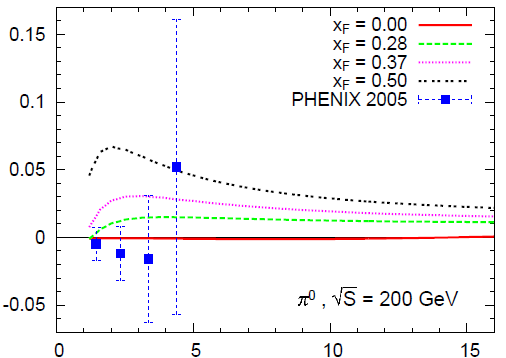 0.15
0.1
0.05
0
-0.05
x_F = 0.00
x_F = 0.28
x_F = 0.37
x_F = 0.50
PHENIX 2005
π⁰ , √S = 200 GeV
0 5 10 15